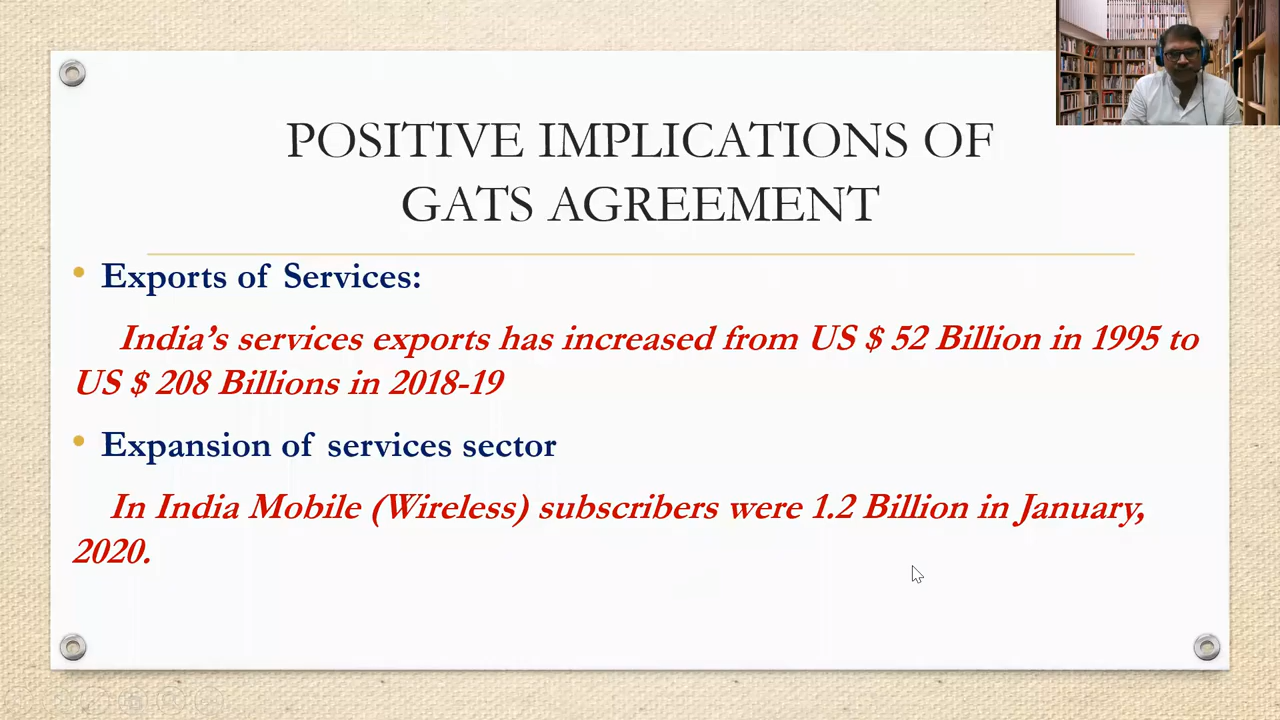 POSITIVE IMPLICATIONS OF
GATS AGREEMENT
• Exports of Services:
India's services exports has increased from US $ 52 Billion in 1995 to
US $ 208 Billions in 2018-19
• Expansion of services sector
In India Mobile (Wireless) subscribers were 1.2 Billion in January,
2020.